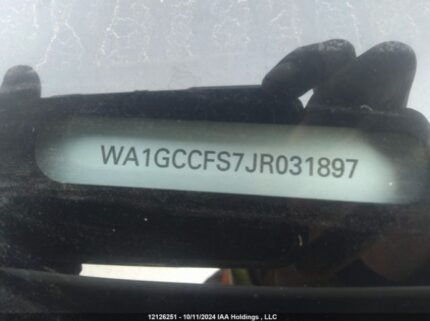 WA1GCCFS7JR031897
12126251 - 10/11/2024 IAA Holdings , LLC